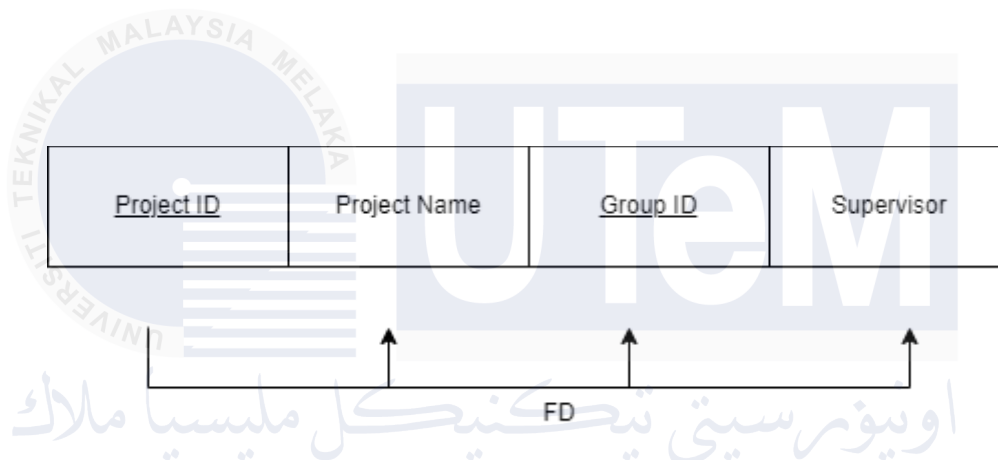 UNIVERSITI TEKNIKAL MALAYSIA MELAKA
UTeM
Project ID
Project Name
Group ID
Supervisor
FD
اونيۏرسيتي تيكنيكل مليسيا ملاك